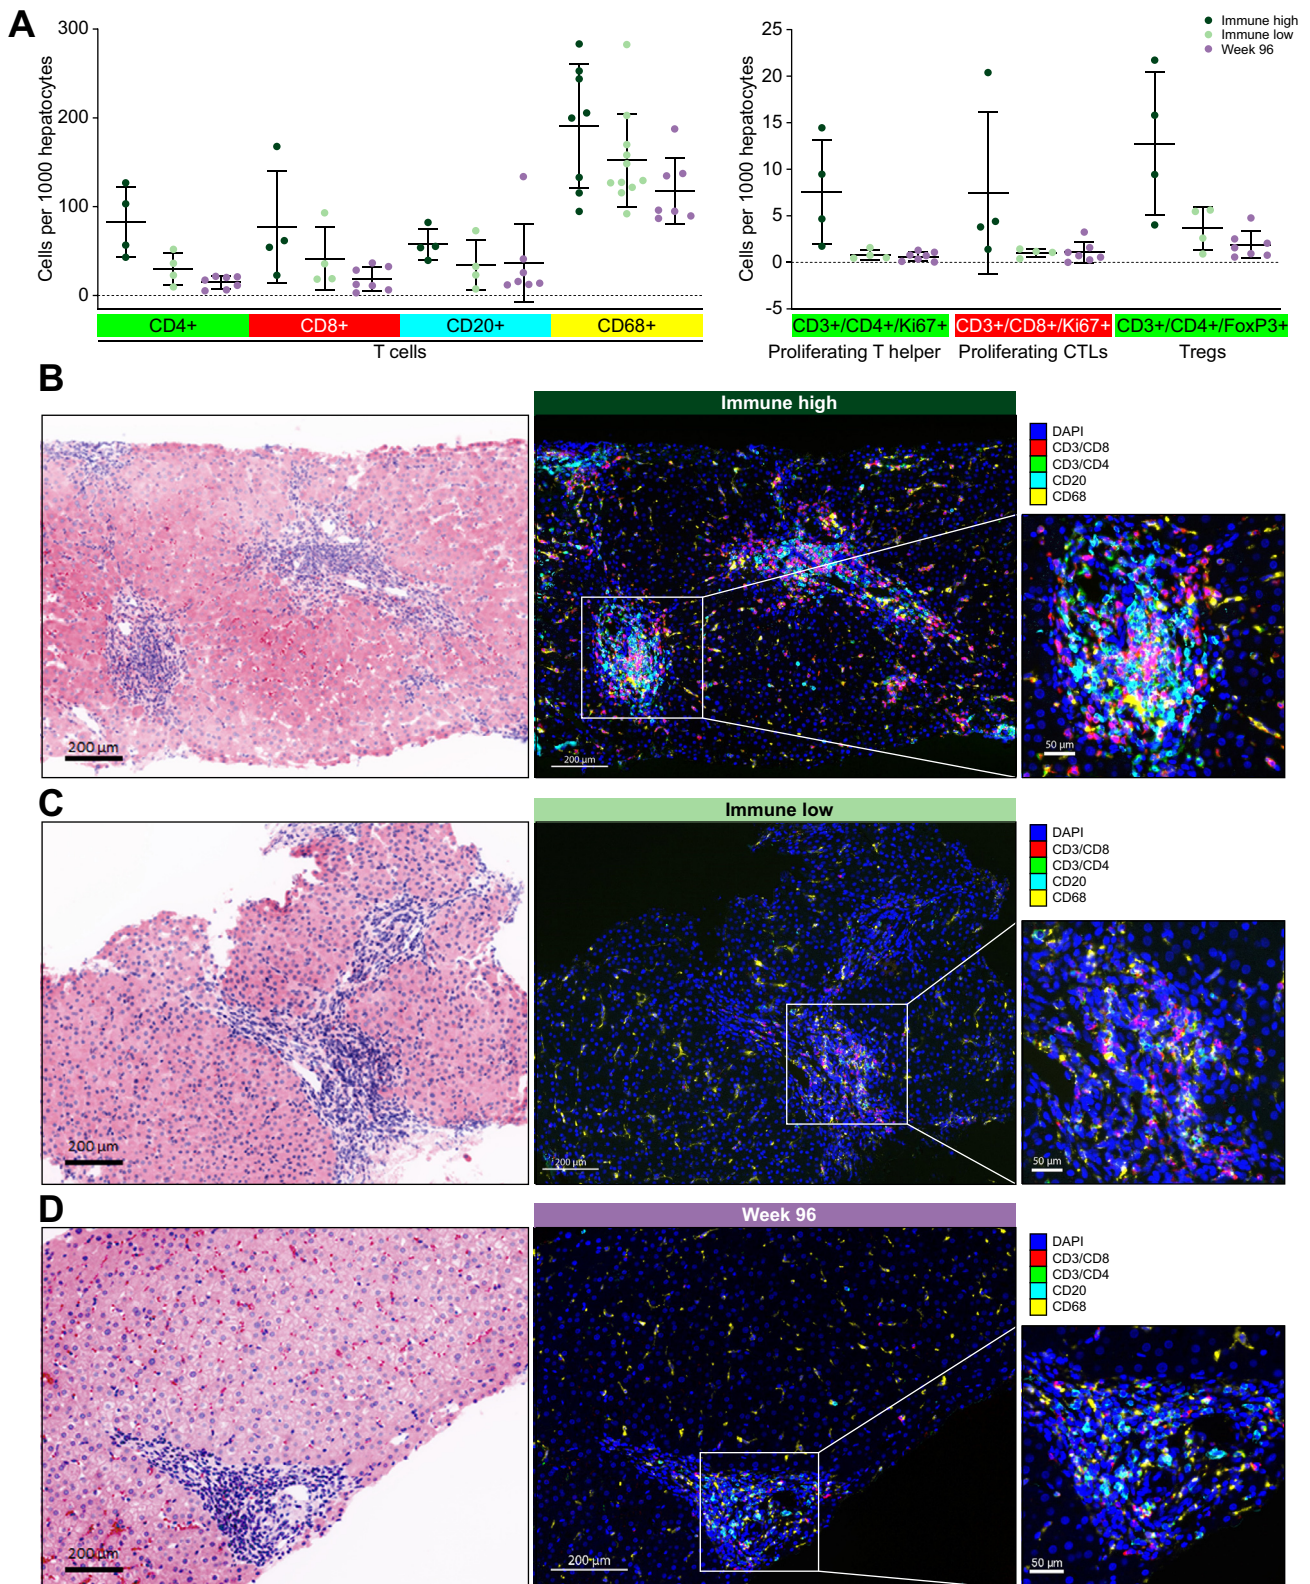 A
Cells per 1000 hepatocytes
300
200
100
0
CD4+ CD8+ CD20+ CD68+
T cells
Cells per 1000 hepatocytes
25
20
15
10
5
0
-5
CD3+/CD4+/Ki67+ CD3+/CD8+/Ki67+ CD3+/CD4+/FoxP3+
Proliferating T helper Proliferating CTLs Tregs
Immune high
Immune low
Week 96
B
Immune high
200 µm
200 µm
DAPI
CD3/CD8
CD3/CD4
CD20
CD68
50 µm
C
Immune low
200 µm
200 µm
DAPI
CD3/CD8
CD3/CD4
CD20
CD68
50 µm
D
Week 96
200 µm
200 µm
DAPI
CD3/CD8
CD3/CD4
CD20
CD68
50 µm